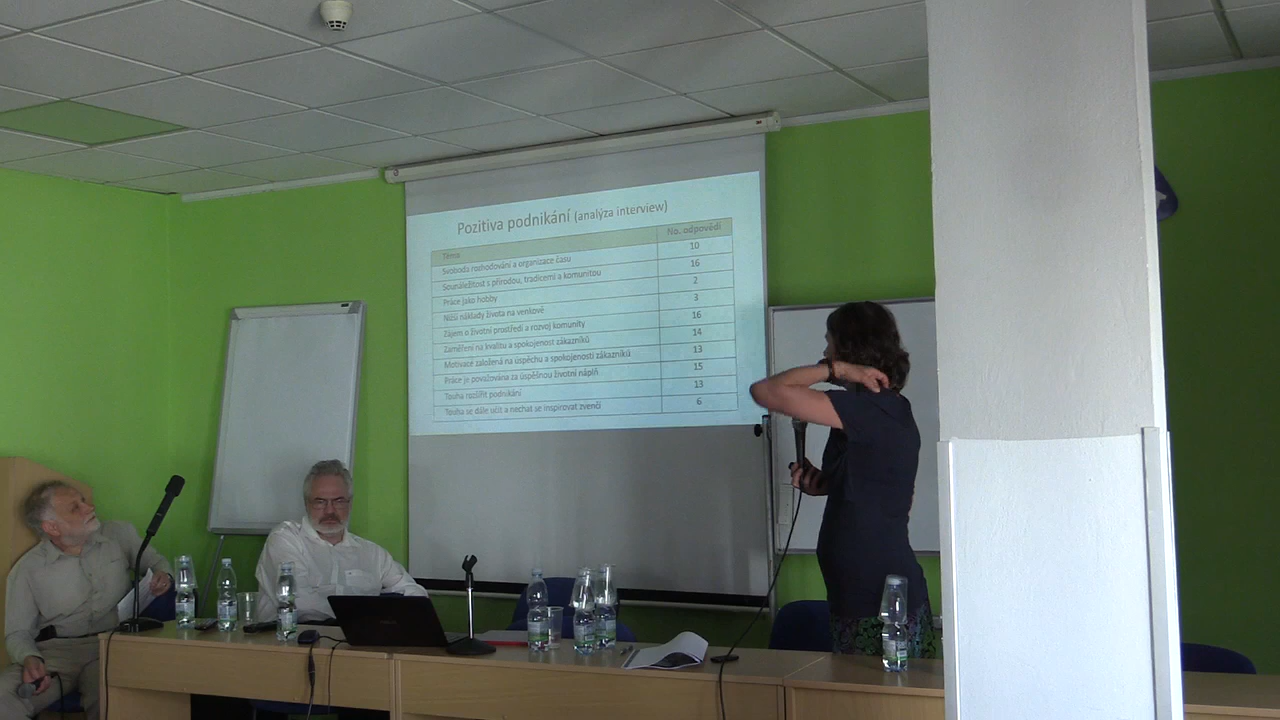 Pozitiva podnikání (analýza interview)
Téma No. odpovědí
Svoboda rozhodování a organizace času 10
Sounáležitost s přírodou, tradicemi a komunitou 16
Práce jako hobby 2
Nižší náklady života na venkově 3
Zájem o životní prostředí a rozvoj komunity 16
Zaměření na kvalitu a spokojenost zákazníků 14
Motivace založená na úspěchu a spokojenosti zákazníků 13
Práce je považována za úspěšnou životní náplň 15
Touha rozšířit podnikání 13
Touha se dále učit a nechat se inspirovat zvenčí 6